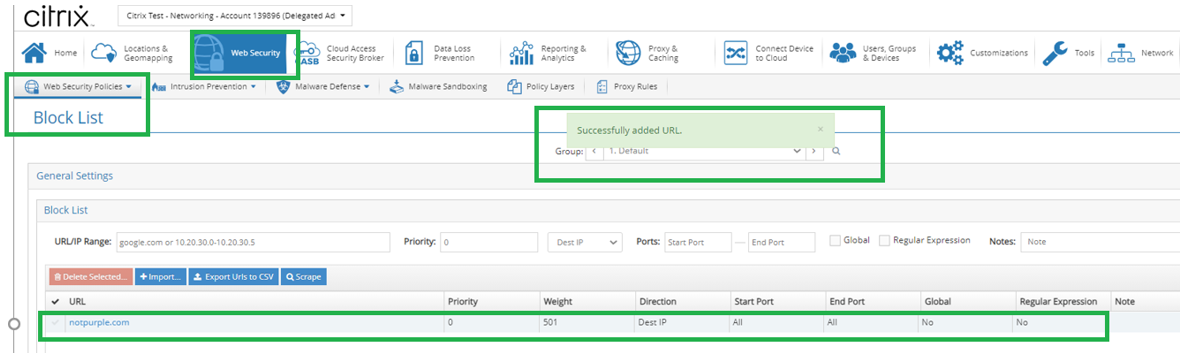 citrix
Citrix Test - Networking - Account 139896 (Delegated Ad
Home
Locations &
Geomapping
Web Security
CASB
Cloud Access
Security Broker
Data Loss
Prevention
Reporting &
Analytics
Proxy &
Caching
Connect Device
to Cloud
Users, Groups
& Devices
Customizations
Tools
Network
Web Security Policies
Intrusion Prevention
Malware Defense
Malware Sandboxing
Policy Layers
Proxy Rules
Block List
Successfully added URL. ×
Group: < 1. Default >
General Settings
Block List
URL/IP Range: google.com or 10.20.30.0-10.20.30.5 Priority: 0 Dest IP Ports: Start Port — End Port Global Regular Expression Notes: Note
Delete Selected... +Import... Export Urls to CSV Scrape
URL Priority Weight Direction Start Port End Port Global Regular Expression Note
notpurple.com 0 501 Dest IP All All No No